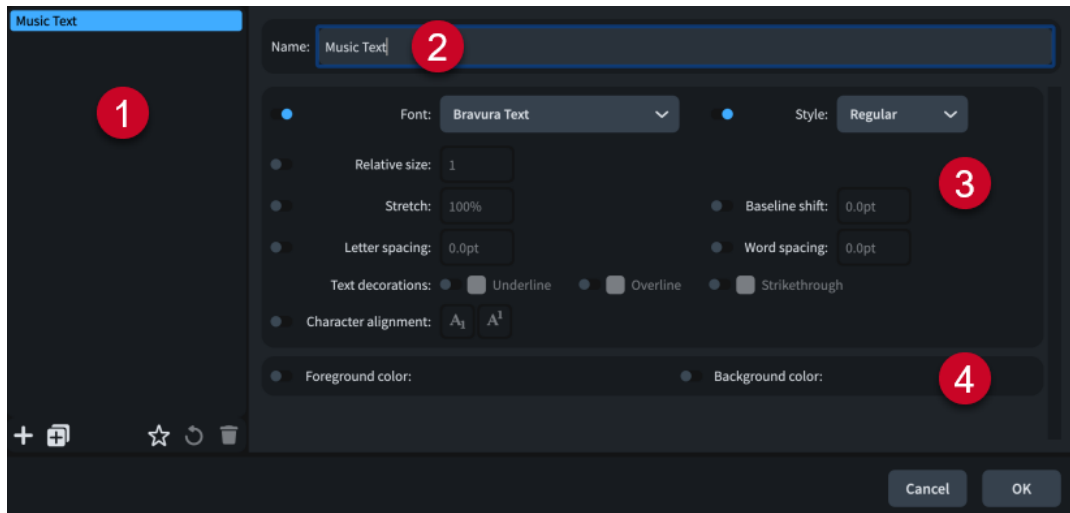 Music Text
1
Name: Music Text
2
Font: Bravura Text Style: Regular
Relative size: 1
3
Stretch: 100% Baseline shift: 0.0pt
Letter spacing: 0.0pt Word spacing: 0.0pt
Text decorations: Underline Overline Strikethrough
Character alignment: A1 A1
Foreground color: Background color:
4
Cancel OK